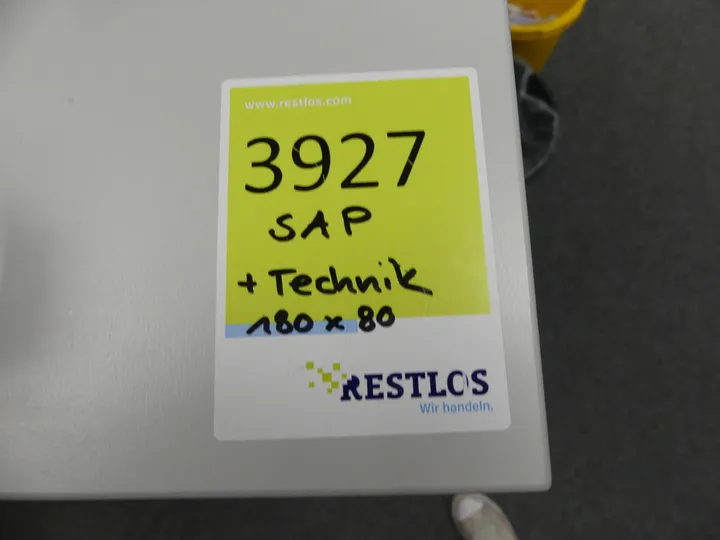 www.restlos.com
3927
SAP
+ Technik
180 x 80
RESTLOS
Wir handeln.